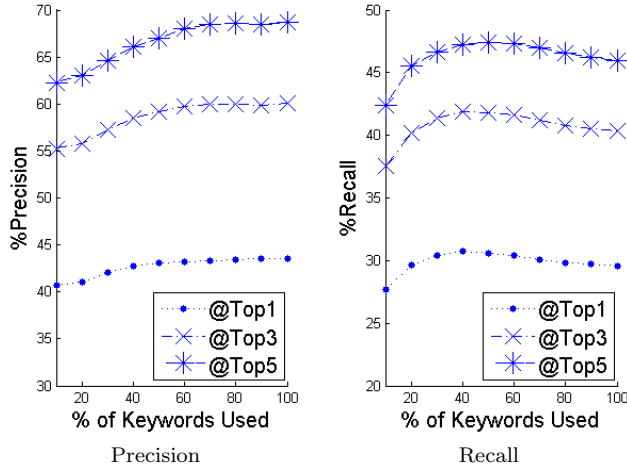 70
65
60
55
50
45
40
35
30
%Precision
20
40
60
80
100
% of Keywords Used
@Top1
@Top3
@Top5
Precision
50
45
40
35
30
25
20
%Recall
20
40
60
80
100
% of Keywords Used
@Top1
@Top3
@Top5
Recall